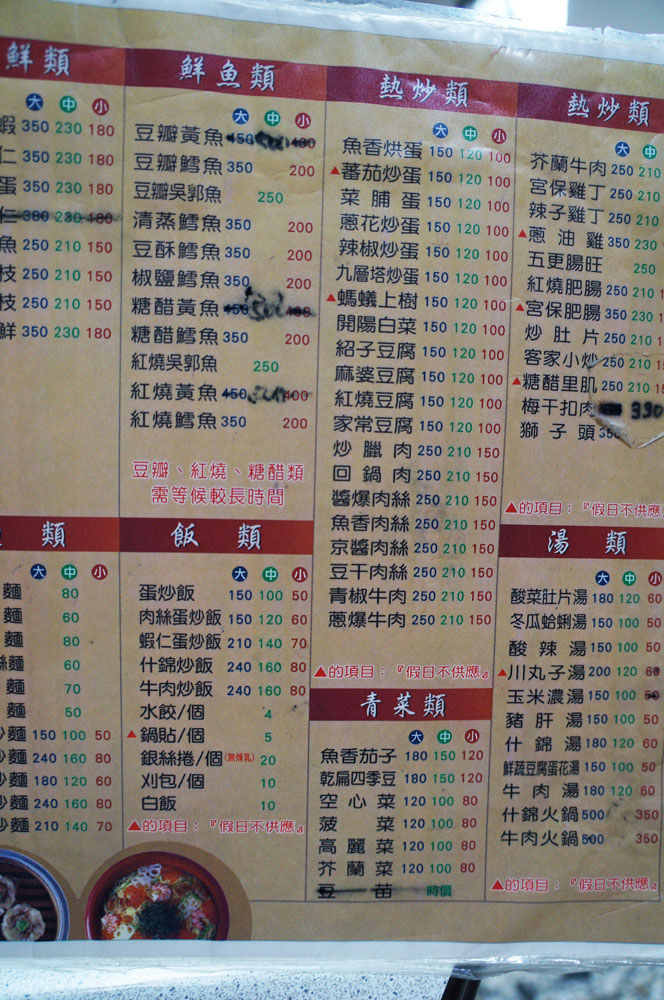 鮮類
大 中 小
蝦 350 230 180
仁 350 230 180
蛋 350 230 180
仁 300 230 180
魚 250 210 150
枝 250 210 150
枝 250 210 150
鮮 350 230 180
鮮魚類
大 中 小
豆瓣黃魚 450 400
豆瓣鱈魚 350 200
豆瓣吳郭魚 250
清蒸鱈魚 350 200
豆酥鱈魚 350 200
椒鹽鱈魚 350 200
糖醋黃魚 450 400
糖醋鱈魚 350 200
紅燒吳郭魚 250
紅燒黃魚 450 400
紅燒鱈魚 350 200
豆瓣、紅燒、糖醋類
需等候較長時間
熱炒類
大 中 小
魚香烘蛋 150 120 100
▲蕃茄炒蛋 150 120 100
菜脯蛋 150 120 100
蔥花炒蛋 150 120 100
辣椒炒蛋 150 120 100
九層塔炒蛋 150 120 100
▲螞蟻上樹 150 120 100
開陽白菜 150 120 100
紹子豆腐 150 120 100
麻婆豆腐 150 120 100
紅燒豆腐 150 120 100
家常豆腐 150 120 100
炒臘肉 250 210 150
回鍋肉 250 210 150
醬爆肉絲 250 210 150
魚香肉絲 250 210 150
京醬肉絲 250 210 150
豆干肉絲 250 210 150
青椒牛肉 250 210 150
蔥爆牛肉 250 210 150
▲的項目：『假日不供應』
熱炒類
大 中
芥蘭牛肉 250 210
宮保雞丁 250 210
辣子雞丁 250 210
▲蔥油雞 350 230
五更腸旺 250
紅燒肥腸 250 210
▲宮保肥腸 350 230
炒肚片 250 210
客家小炒 250 210
▲糖醋里肌 250 210
梅干扣肉 330
獅子頭 350
▲的項目：『假日不供應
類
大 中 小
麵 80
麵 60
麵 80
絲麵 60
麵 70
麵 50
炒麵 150 100 50
炒麵 240 160 80
炒麵 180 120 60
炒麵 240 160 80
炒麵 210 140 70
飯類
大 中 小
蛋炒飯 150 100 50
肉絲蛋炒飯 150 120 60
蝦仁蛋炒飯 210 140 70
什錦炒飯 240 160 80
牛肉炒飯 240 160 80
水餃/個 4
▲鍋貼/個 5
銀絲捲/個(無煉乳) 20
刈包/個 10
白飯 10
▲的項目：『假日不供應』
青菜類
大 中 小
魚香茄子 180 150 120
乾扁四季豆 180 150 120
空心菜 120 100 80
菠菜 120 100 80
高麗菜 120 100 80
芥蘭菜 120 100 80
豆苗 時價
湯類
大 中 小
酸菜肚片湯 180 120 60
冬瓜蛤蜊湯 150 100 50
酸辣湯 150 100 50
▲川丸子湯 200 120 60
玉米濃湯 150 100 50
豬肝湯 150 100 50
什錦湯 180 120 60
鮮蔬豆腐蛋花湯 150 100 50
牛肉湯 180 120 60
什錦火鍋 500 350
牛肉火鍋 500 350
▲的項目：『假日不供應』